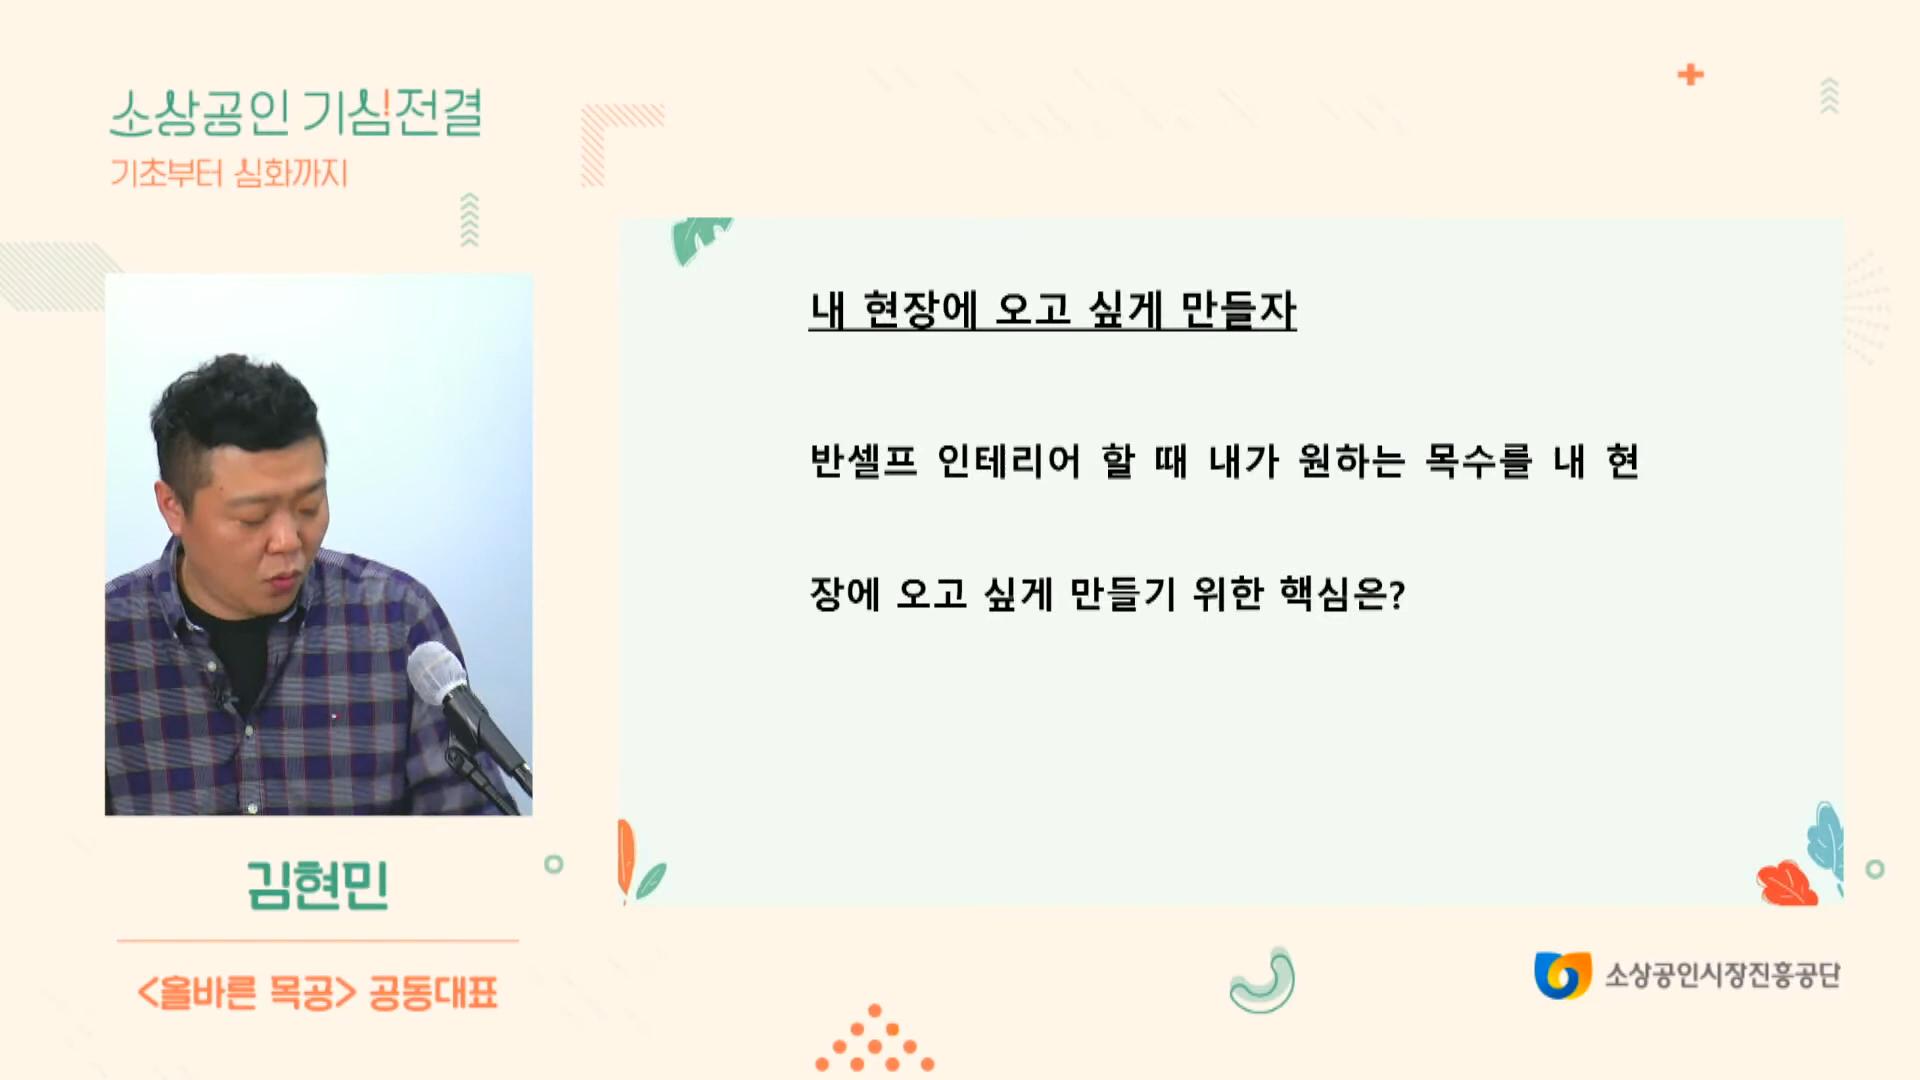 소상공인 기심전결
기초부터 심화까지
내 현장에 오고 싶게 만들자
반셀프 인테리어 할 때 내가 원하는 목수를 내 현
장에 오고 싶게 만들기 위한 핵심은?
김현민
<올바른 목공> 공동대표
소상공인시장진흥공단